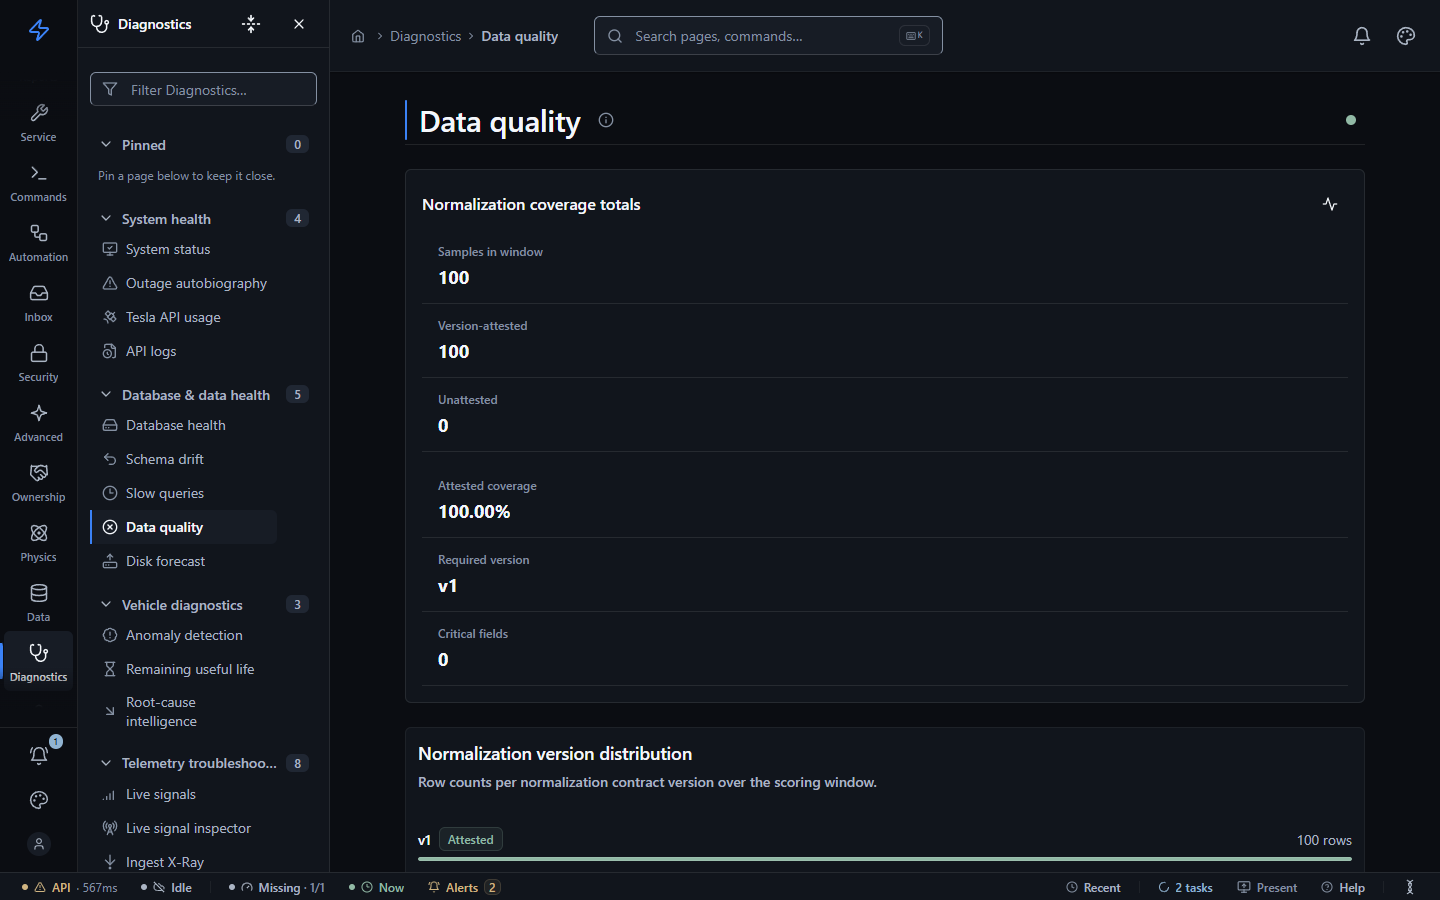 Diagnostics
Diagnostics
Data quality
Search pages, commands...
K
Filter Diagnostics...
Service
Commands
Automation
Inbox
Security
Advanced
Ownership
Physics
Data
Diagnostics
1
Pinned
0
Pin a page below to keep it close.
System health
4
System status
Outage autobiography
Tesla API usage
API logs
Database & data health
5
Database health
Schema drift
Slow queries
Data quality
Disk forecast
Vehicle diagnostics
3
Anomaly detection
Remaining useful life
Root-cause
intelligence
Telemetry troubleshoo...
8
Live signals
Live signal inspector
Ingest X-Ray
Data quality
Normalization coverage totals
Samples in window
100
Version-attested
100
Unattested
0
Attested coverage
100.00%
Required version
v1
Critical fields
0
Normalization version distribution
Row counts per normalization contract version over the scoring window.
v1 Attested
100 rows
API · 567ms
Idle
Missing · 1/1
Now
Alerts 2
Recent
2 tasks
Present
Help